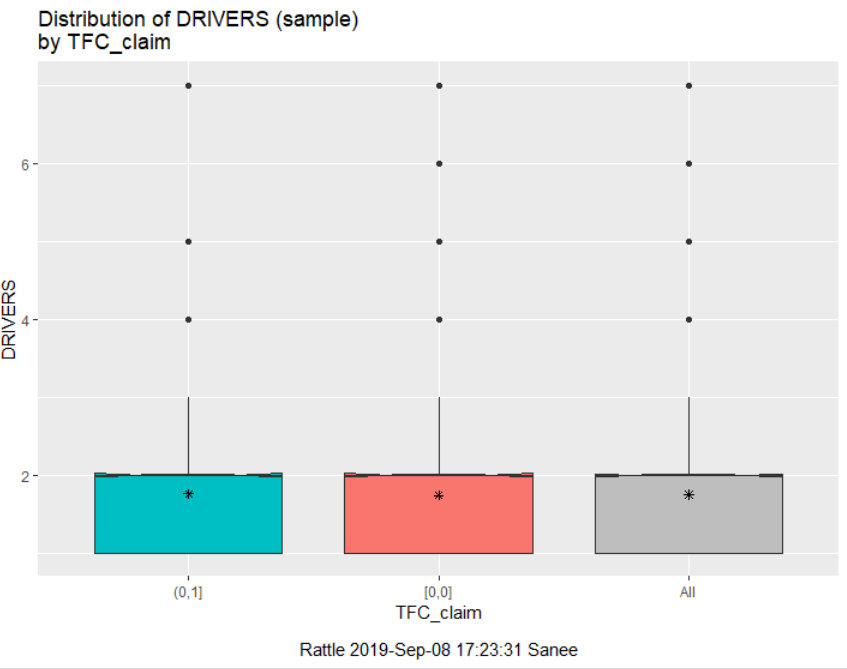 Distribution of DRIVERS (sample)
by TFC_claim
DRIVERS
6
4
2
(0,1]
[0,0]
All
TFC_claim
Rattle 2019-Sep-08 17:23:31 Sanee